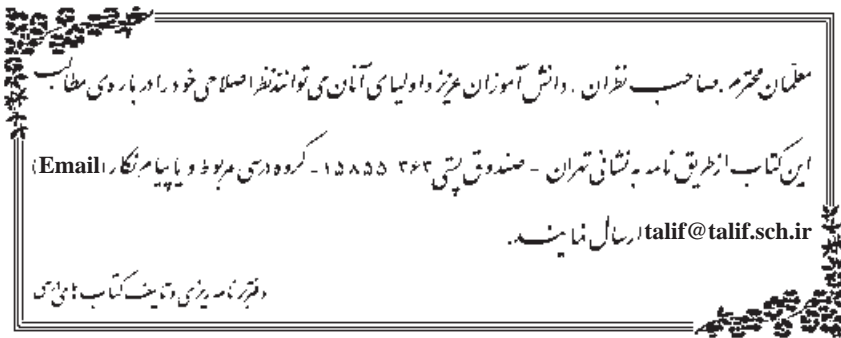 معلّمان محترم، صاحب نظران، دانش آموزان عزیز و اولیای آنان می توانند نظر اصلاحی خود را درباره ی مطالب
این کتاب از طریق نامه به نشانی تهران - صندوق پستی ۳۶۳ ۱۵۸۵۵ - گروه درسی مربوط و یا پیام نگار (Email)
talif@talif.sch.ir ارسال نمایند.
دفتر برنامه ریزی و تألیف کتاب های درسی